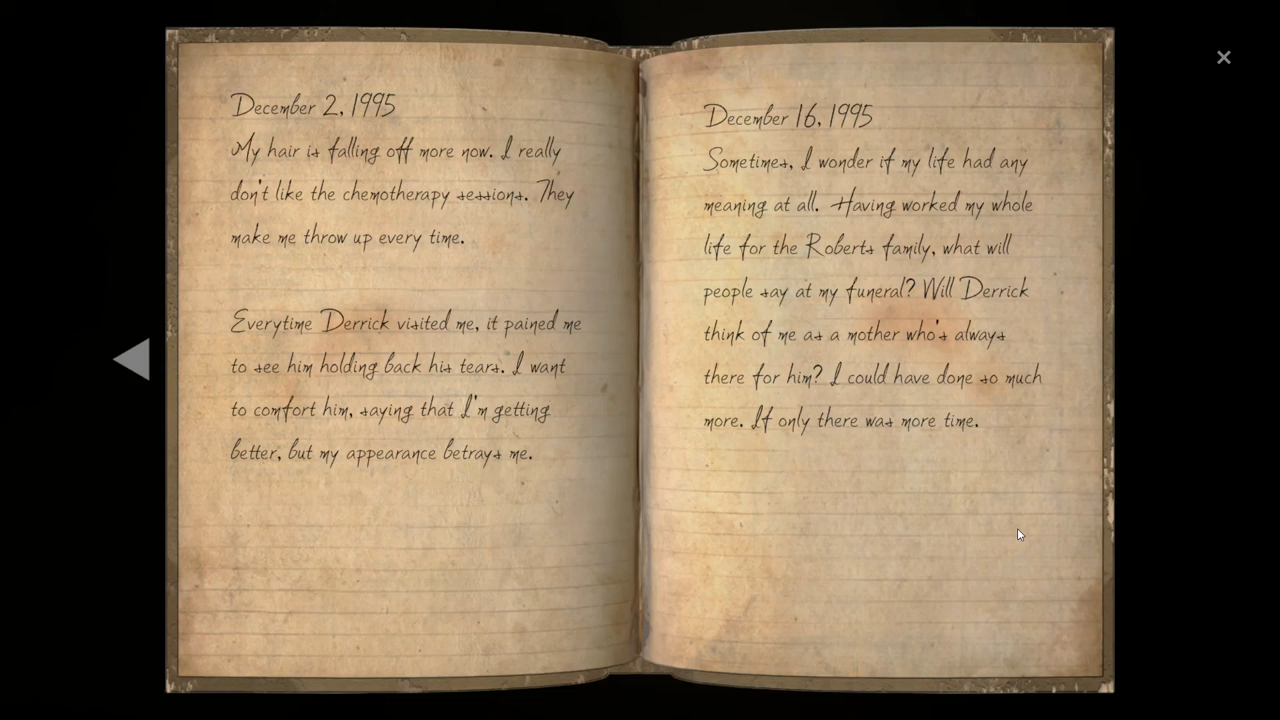 December 2, 1995
My hair is falling off more now. I really
don't like the chemotherapy sessions. They
make me throw up every time.
Everytime Derrick visited me, it pained me
to see him holding back his tears. I want
to comfort him, saying that I'm getting
better, but my appearance betrays me.
December 16, 1995
Sometimes, I wonder if my life had any
meaning at all. Having worked my whole
life for the Roberts family, what will
people say at my funeral? Will Derrick
think of me as a mother who's always
there for him? I could have done so much
more. If only there was more time.